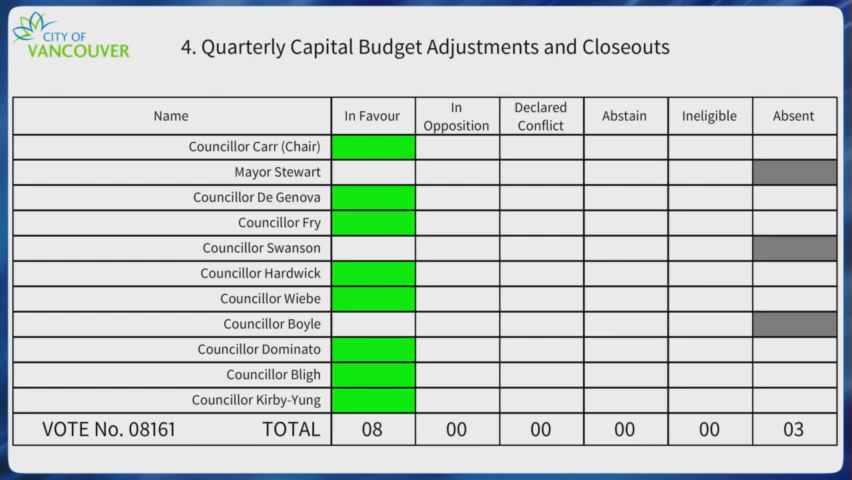 CITY OF
VANCOUVER
4. Quarterly Capital Budget Adjustments and Closeouts
Name In Favour In Opposition Declared Conflict Abstain Ineligible Absent
Councillor Carr (Chair)
Mayor Stewart
Councillor De Genova
Councillor Fry
Councillor Swanson
Councillor Hardwick
Councillor Wiebe
Councillor Boyle
Councillor Dominato
Councillor Bligh
Councillor Kirby-Yung
VOTE No. 08161 TOTAL 08 00 00 00 00 03